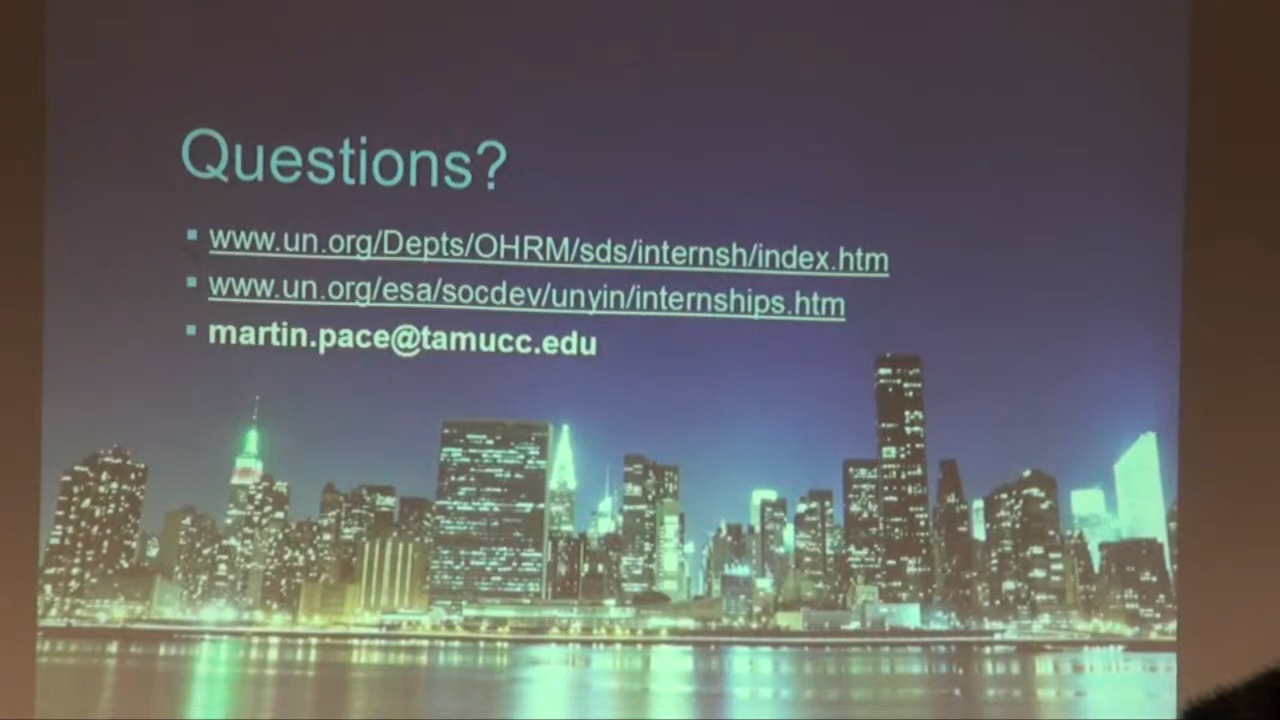 Questions?
www.un.org/Depts/OHRM/sds/internsh/index.htm
www.un.org/esa/socdev/unyin/internships.htm
martin.pace@tamucc.edu